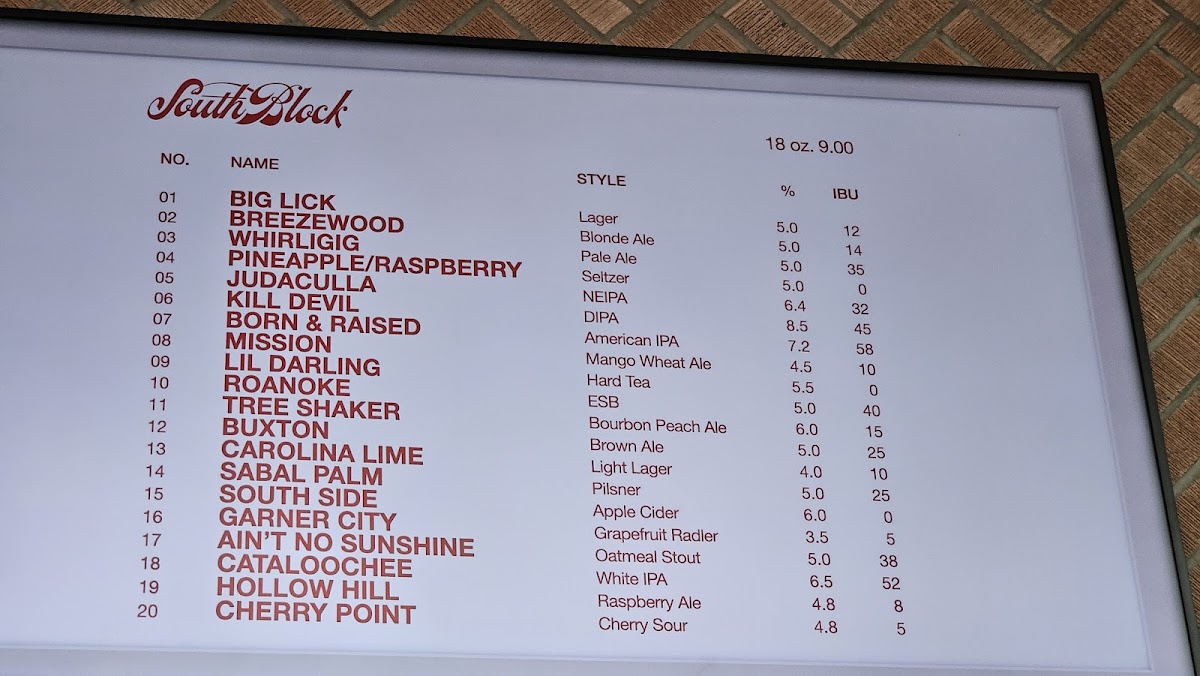 South Block
18 oz. 9.00
NO. NAME STYLE % IBU
01 BIG LICK Lager 5.0 12
02 BREEZEWOOD Blonde Ale 5.0 14
03 WHIRLIGIG Pale Ale 5.0 35
04 PINEAPPLE/RASPBERRY Seltzer 5.0 0
05 JUDACULLA NEIPA 6.4 32
06 KILL DEVIL DIPA 8.5 45
07 BORN & RAISED American IPA 7.2 58
08 MISSION Mango Wheat Ale 4.5 10
09 LIL DARLING Hard Tea 5.5 0
10 ROANOKE ESB 5.0 40
11 TREE SHAKER Bourbon Peach Ale 6.0 15
12 BUXTON Brown Ale 5.0 25
13 CAROLINA LIME Light Lager 4.0 10
14 SABAL PALM Pilsner 5.0 25
15 SOUTH SIDE Apple Cider 6.0 0
16 GARNER CITY Grapefruit Radler 3.5 5
17 AIN'T NO SUNSHINE Oatmeal Stout 5.0 38
18 CATALOOCHEE White IPA 6.5 52
19 HOLLOW HILL Raspberry Ale 4.8 8
20 CHERRY POINT Cherry Sour 4.8 5